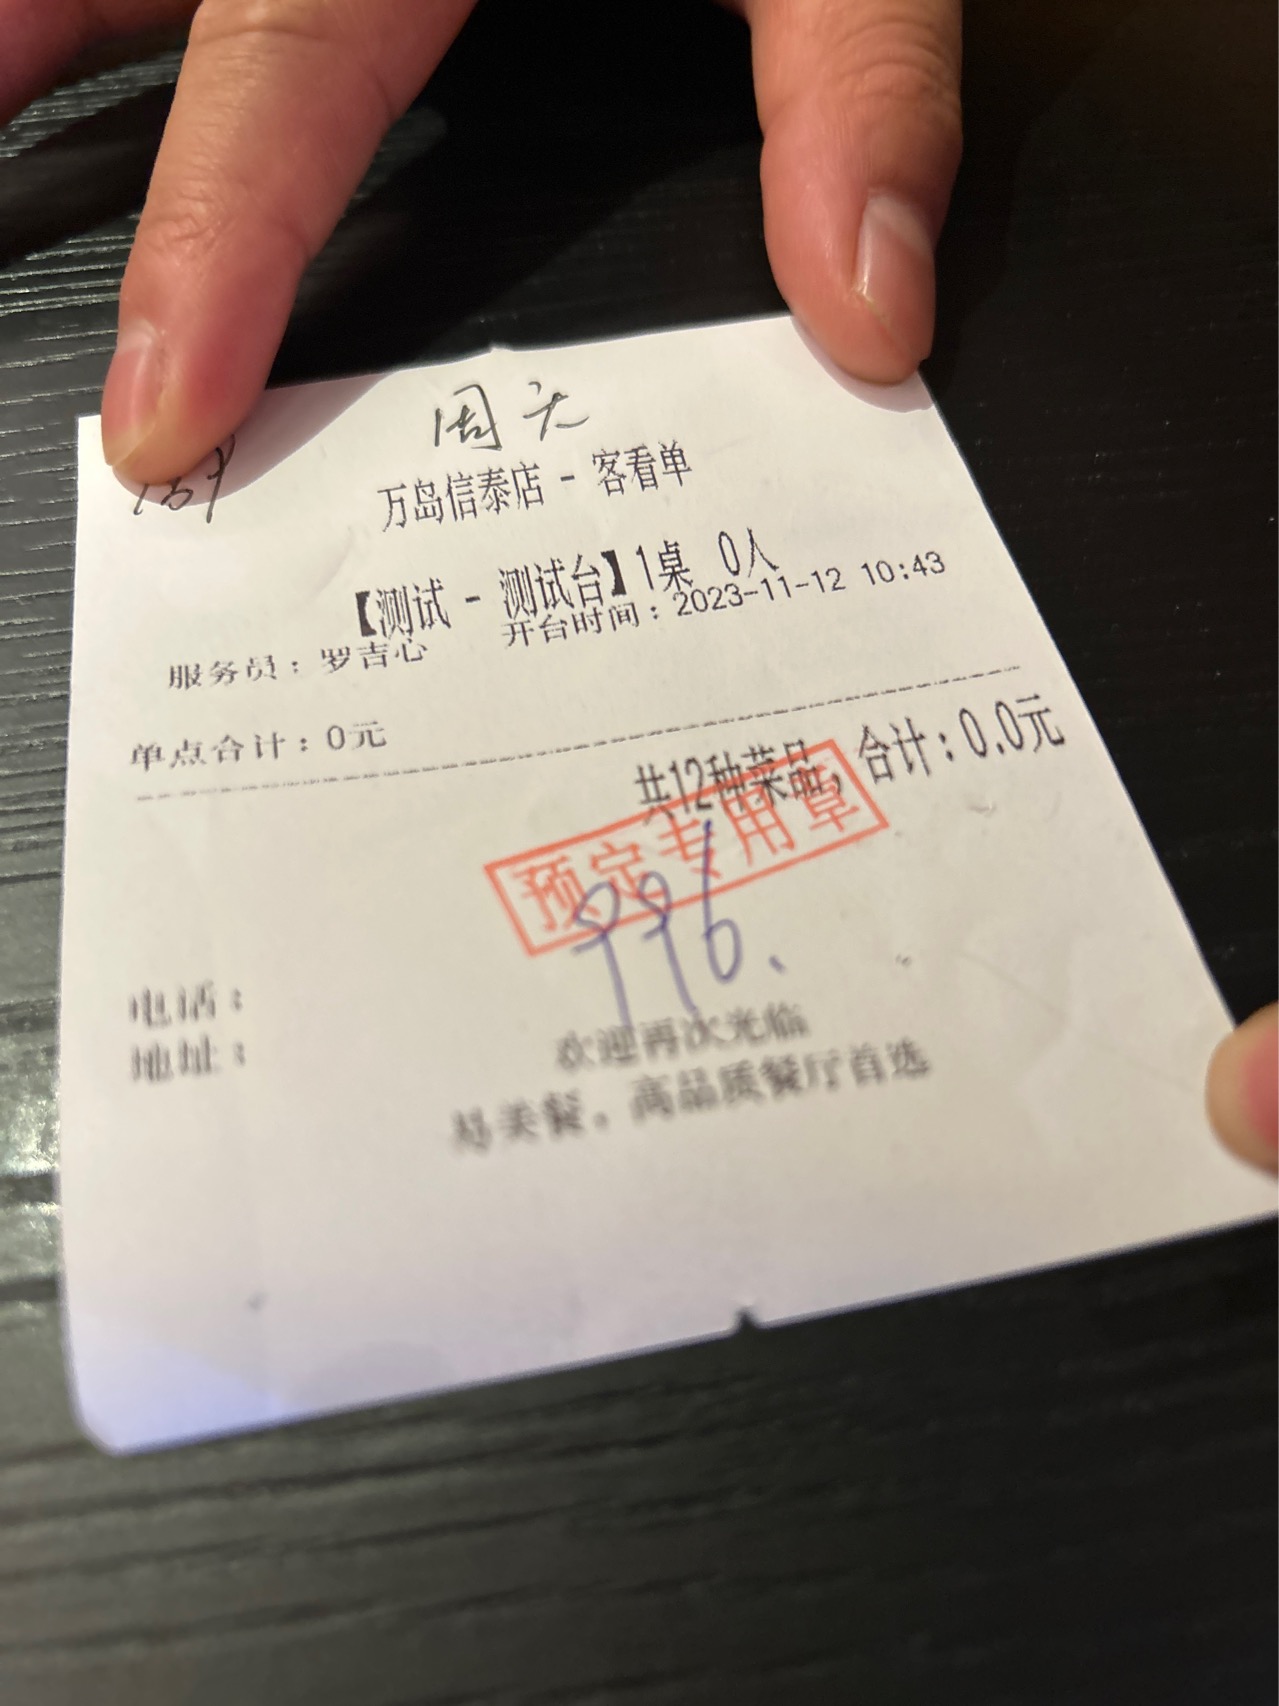 周六
万岛信泰店 - 客看单
【测试 - 测试台】1桌 0人
服务员：罗吉心 开台时间：2023-11-12 10:43
单点合计：0元
共12种菜品，合计：0.0元
预定专用章
996.
电话：
地址：
欢迎再次光临
易美餐，高品质餐厅首选